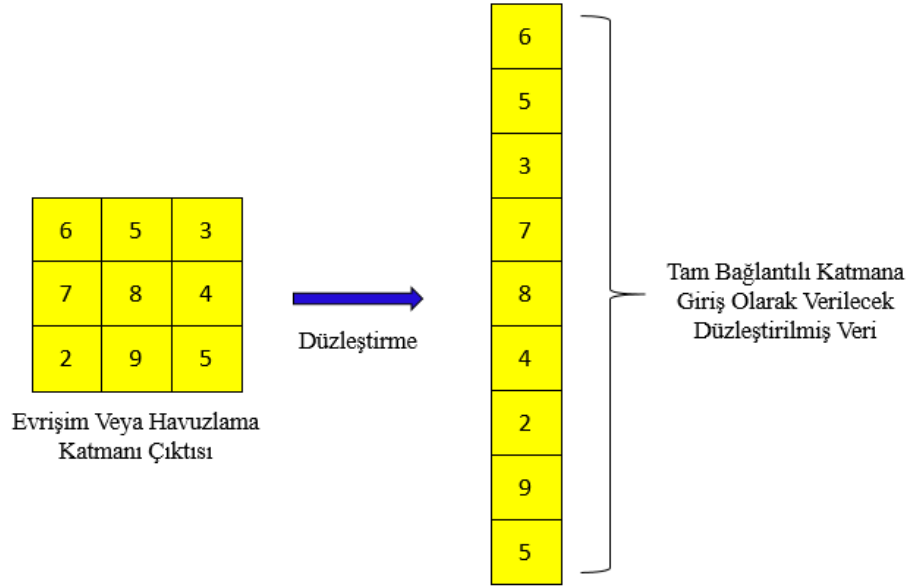 6 5 3
7 8 4
2 9 5
Evrişim Veya Havuzlama
Katmanı Çıktısı
Düzleştirme
6
5
3
7
8
4
2
9
5
Tam Bağlantılı Katmana
Giriş Olarak Verilecek
Düzleştirilmiş Veri